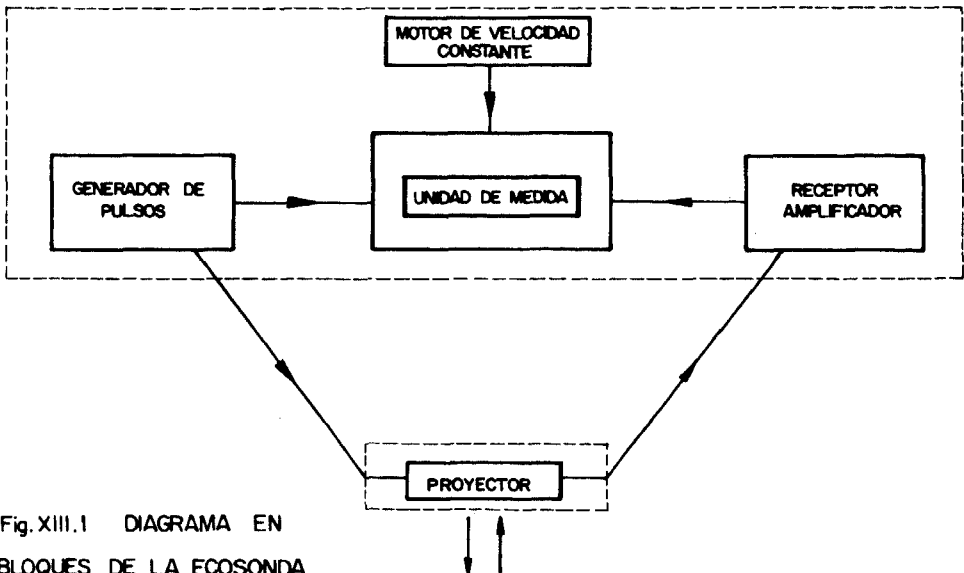 MOTOR DE VELOCIDAD
CONSTANTE
GENERADOR DE
PULSOS
UNIDAD DE MEDIDA
RECEPTOR
AMPLIFICADOR
PROYECTOR
Fig. XIII.1 DIAGRAMA EN
BLOQUES DE LA ECOSONDA